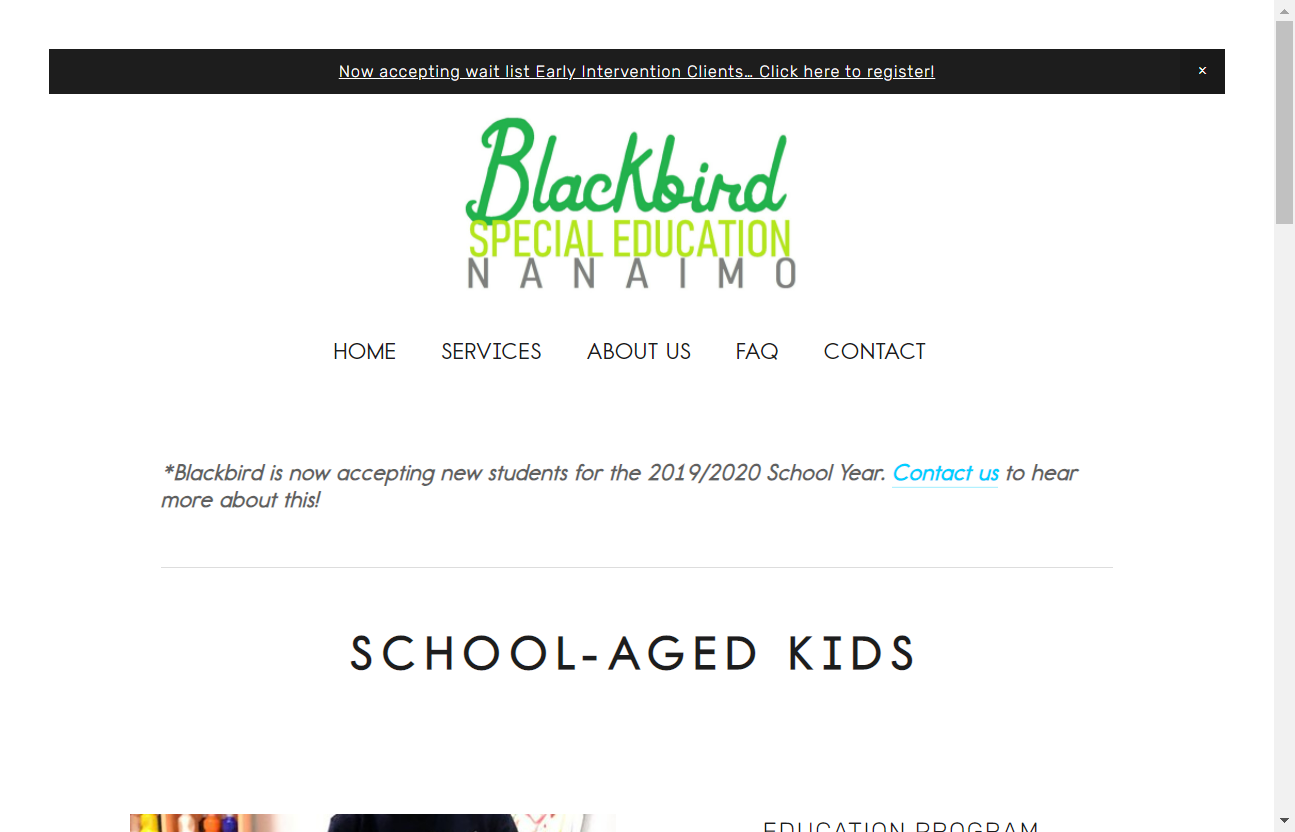 Now accepting wait list Early Intervention Clients… Click here to register!
×
Blackbird
SPECIAL EDUCATION
NANAIMO
HOME SERVICES ABOUT US FAQ CONTACT
*Blackbird is now accepting new students for the 2019/2020 School Year. Contact us to hear
more about this!
SCHOOL-AGED KIDS
EDUCATION PROGRAM